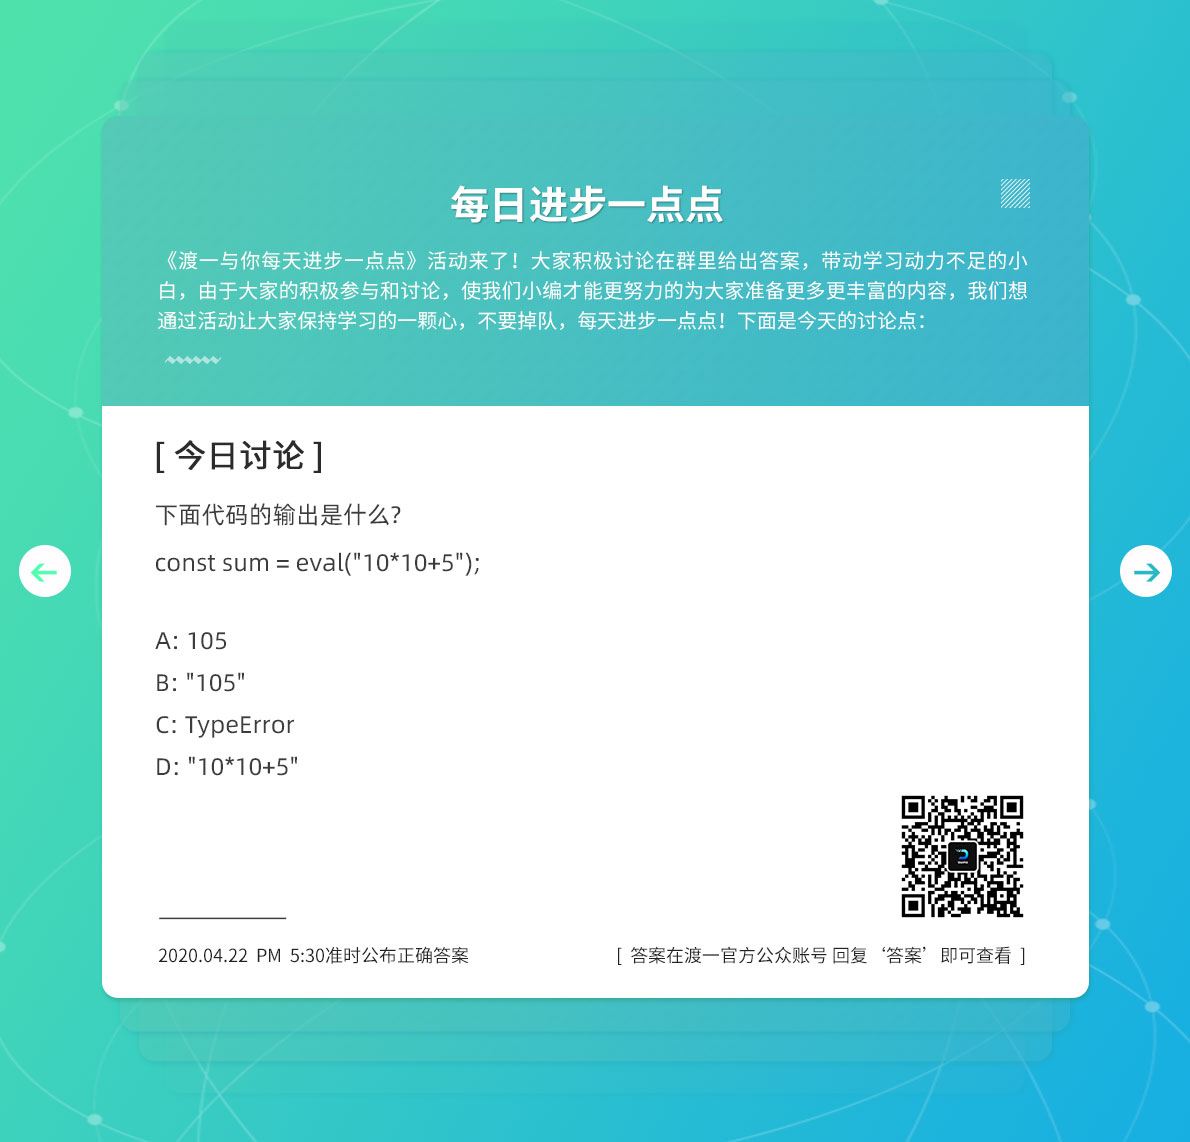 每日进步一点点
《渡一与你每天进步一点点》活动来了！大家积极讨论在群里给出答案，带动学习动力不足的小
白，由于大家的积极参与和讨论，使我们小编才能更努力的为大家准备更多更丰富的内容，我们想
通过活动让大家保持学习的一颗心，不要掉队，每天进步一点点！下面是今天的讨论点：
[ 今日讨论 ]
下面代码的输出是什么?
const sum = eval("10*10+5");
A: 105
B: "105"
C: TypeError
D: "10*10+5"
2020.04.22 PM 5:30准时公布正确答案
[ 答案在渡一官方公众账号 回复 ‘答案’ 即可查看 ]